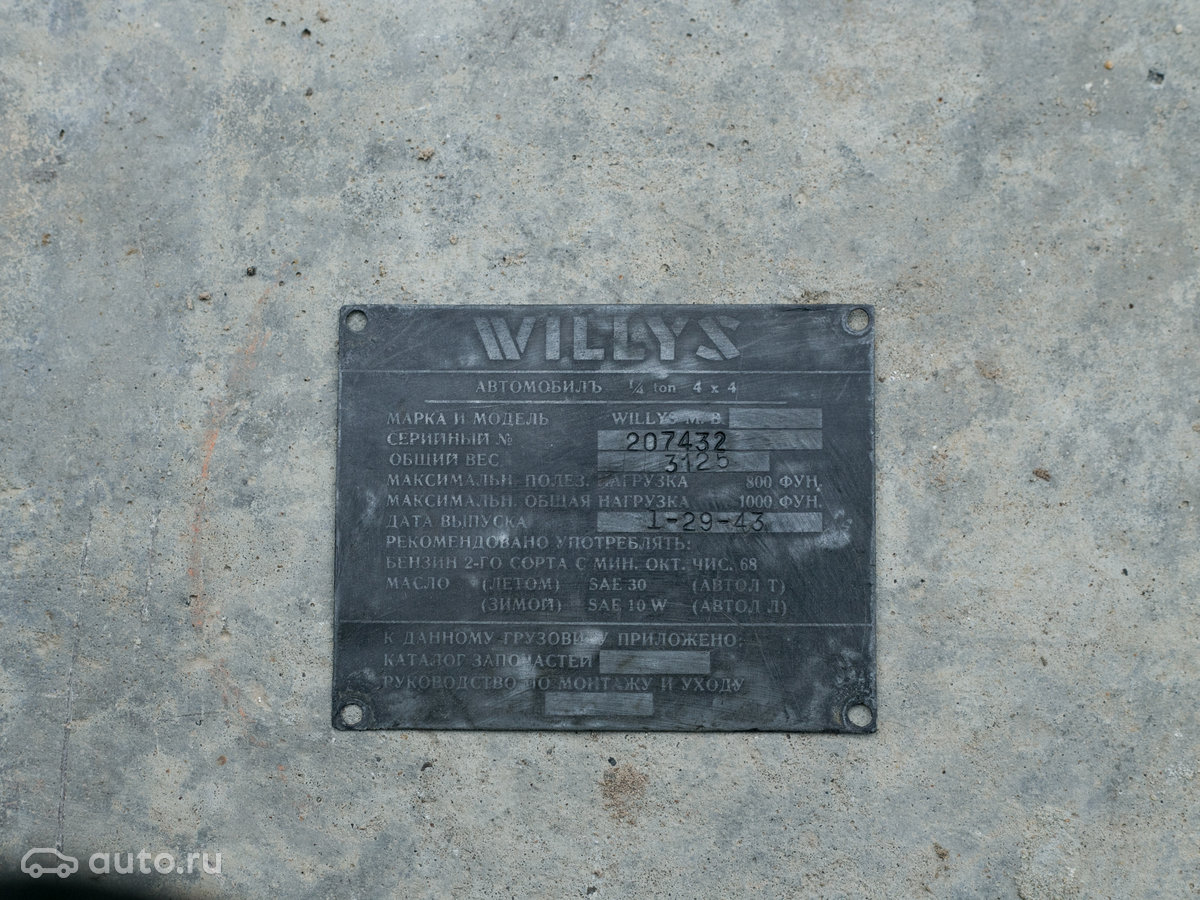 WILLYS
АВТОМОБИЛЪ 1/4 ton 4 x 4
МАРКА И МОДЕЛЬ WILLYS M. B
СЕРИЙНЫЙ № 207432
ОБЩИЙ ВЕС 3125
МАКСИМАЛЬН. ПОЛЕЗ. НАГРУЗКА 800 ФУН.
МАКСИМАЛЬН. ОБЩАЯ НАГРУЗКА 1000 ФУН.
ДАТА ВЫПУСКА 1-29-43
РЕКОМЕНДОВАНО УПОТРЕБЛЯТЬ:
БЕНЗИН 2-ГО СОРТА С МИН. ОКТ. ЧИС. 68
МАСЛО (ЛЕТОМ) SAE 30 (АВТОЛ Т)
(ЗИМОЙ) SAE 10 W (АВТОЛ Л)
К ДАННОМУ ГРУЗОВИКУ ПРИЛОЖЕНО:
КАТАЛОГ ЗАПЧАСТЕЙ
РУКОВОДСТВО ПО МОНТАЖУ И УХОДУ
auto.ru